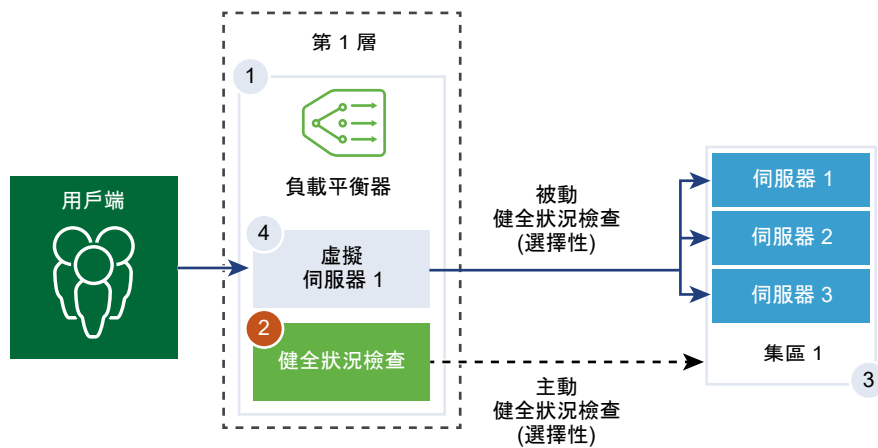 第 1 層
1
負載平衡器
用戶端
4
虛擬
伺服器 1
2
健全狀況檢查
被動
健全狀況檢查
(選擇性)
主動
健全狀況檢查
(選擇性)
伺服器 1
伺服器 2
伺服器 3
集區 1
3